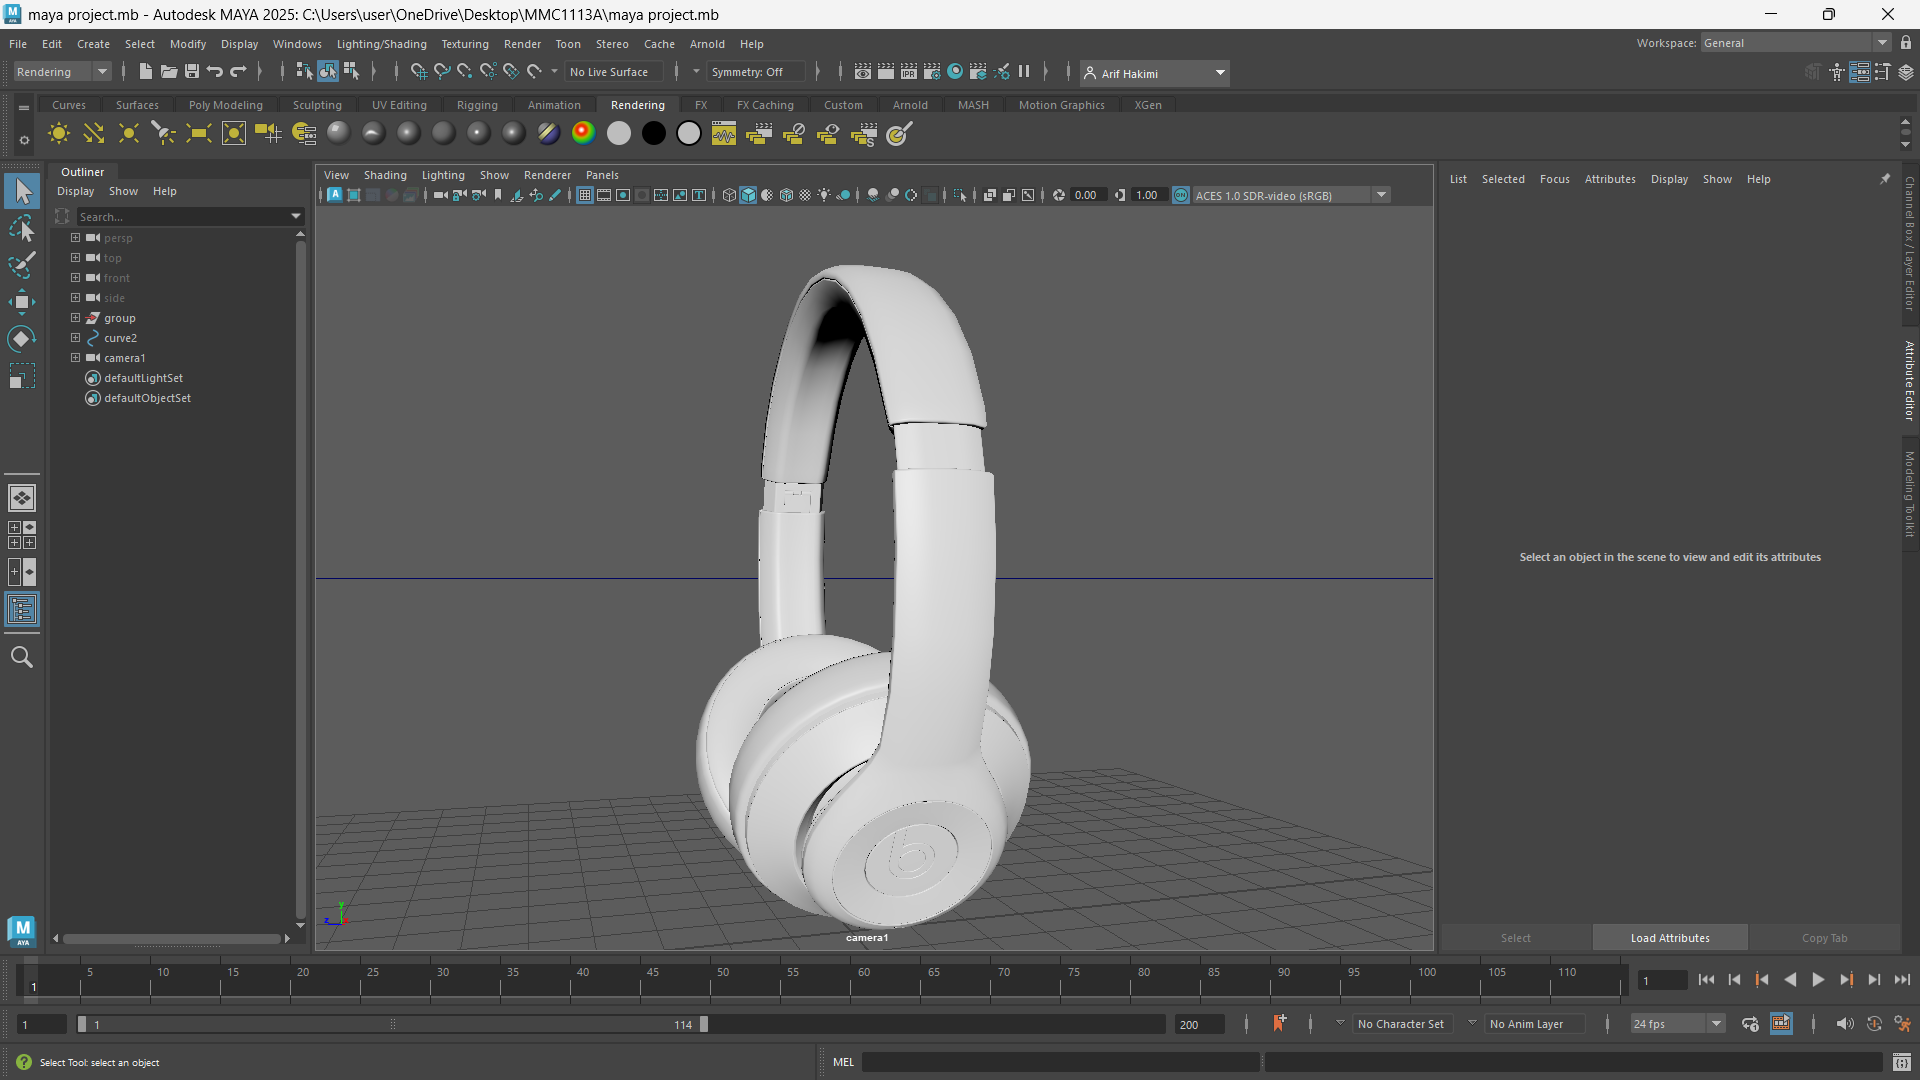 maya project.mb - Autodesk MAYA 2025: C:\Users\user\OneDrive\Desktop\MMC1113A\maya project.mb
File Edit Create Select Modify Display Windows Lighting/Shading Texturing Render Toon Stereo Cache Arnold Help
Workspace: General
Rendering
No Live Surface
Symmetry: Off
IPR
Arif Hakimi
Curves Surfaces Poly Modeling Sculpting UV Editing Rigging Animation Rendering FX FX Caching Custom Arnold MASH Motion Graphics XGen
Outliner
Display Show Help
Search...
persp
top
front
side
group
curve2
camera1
defaultLightSet
defaultObjectSet
View Shading Lighting Show Renderer Panels
0.00
1.00
ACES 1.0 SDR-video (sRGB)
y
z
camera1
List Selected Focus Attributes Display Show Help
Select an object in the scene to view and edit its attributes
Select
Load Attributes
Copy Tab
Channel Box / Layer Editor
Attribute Editor
Modeling Toolkit
M
AYA
5 10 15 20 25 30 35 40 45 50 55 60 65 70 75 80 85 90 95 100 105 110
1
1
1
1
114
200
No Character Set
No Anim Layer
24 fps
Select Tool: select an object
MEL